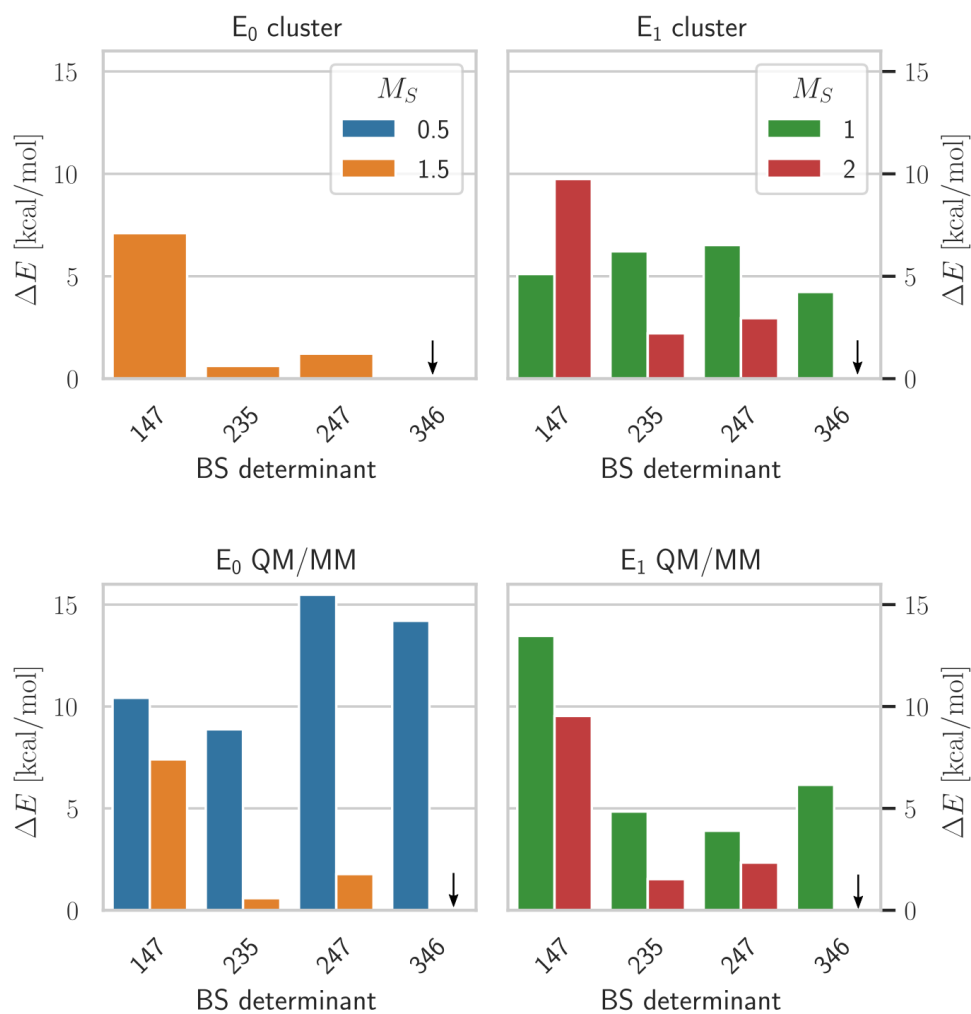 E₀ cluster
15
10
5
0
ΔE [kcal/mol]
M_S
0.5
1.5
147
235
247
346
BS determinant
E₁ cluster
M_S
1
2
15
10
5
0
ΔE [kcal/mol]
147
235
247
346
BS determinant
E₀ QM/MM
15
10
5
0
ΔE [kcal/mol]
147
235
247
346
BS determinant
E₁ QM/MM
15
10
5
0
ΔE [kcal/mol]
147
235
247
346
BS determinant